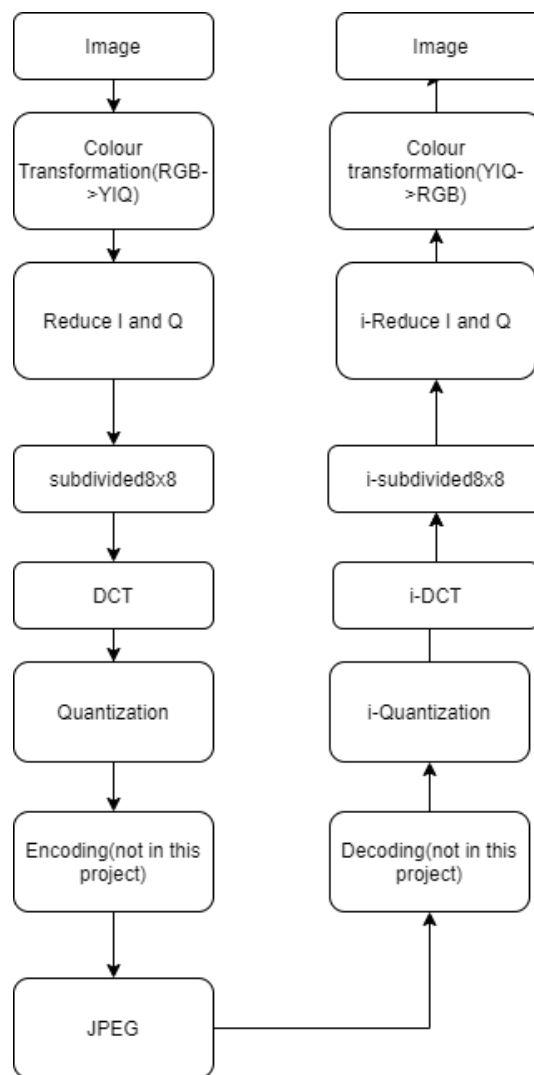 Image
Colour
Transformation(RGB-
>YIQ)
Reduce I and Q
subdivided8x8
DCT
Quantization
Encoding(not in this
project)
JPEG
Image
Colour
transformation(YIQ-
>RGB)
i-Reduce I and Q
i-subdivided8x8
i-DCT
i-Quantization
Decoding(not in this
project)